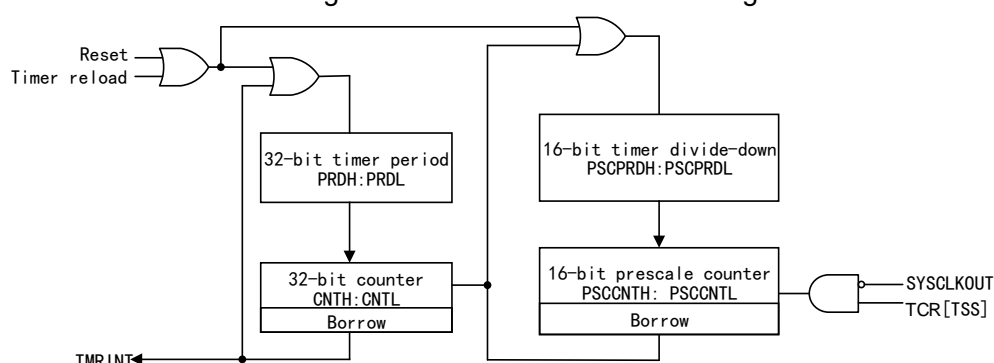 Reset
Timer reload
32-bit timer period
PRDH:PRDL
16-bit timer divide-down
PSCPRDH:PSCPRDL
32-bit counter
CNTH:CNTL
Borrow
16-bit prescale counter
PSCCNTH: PSCCNTL
Borrow
SYSCLKOUT
TCR[TSS]
TMRINT